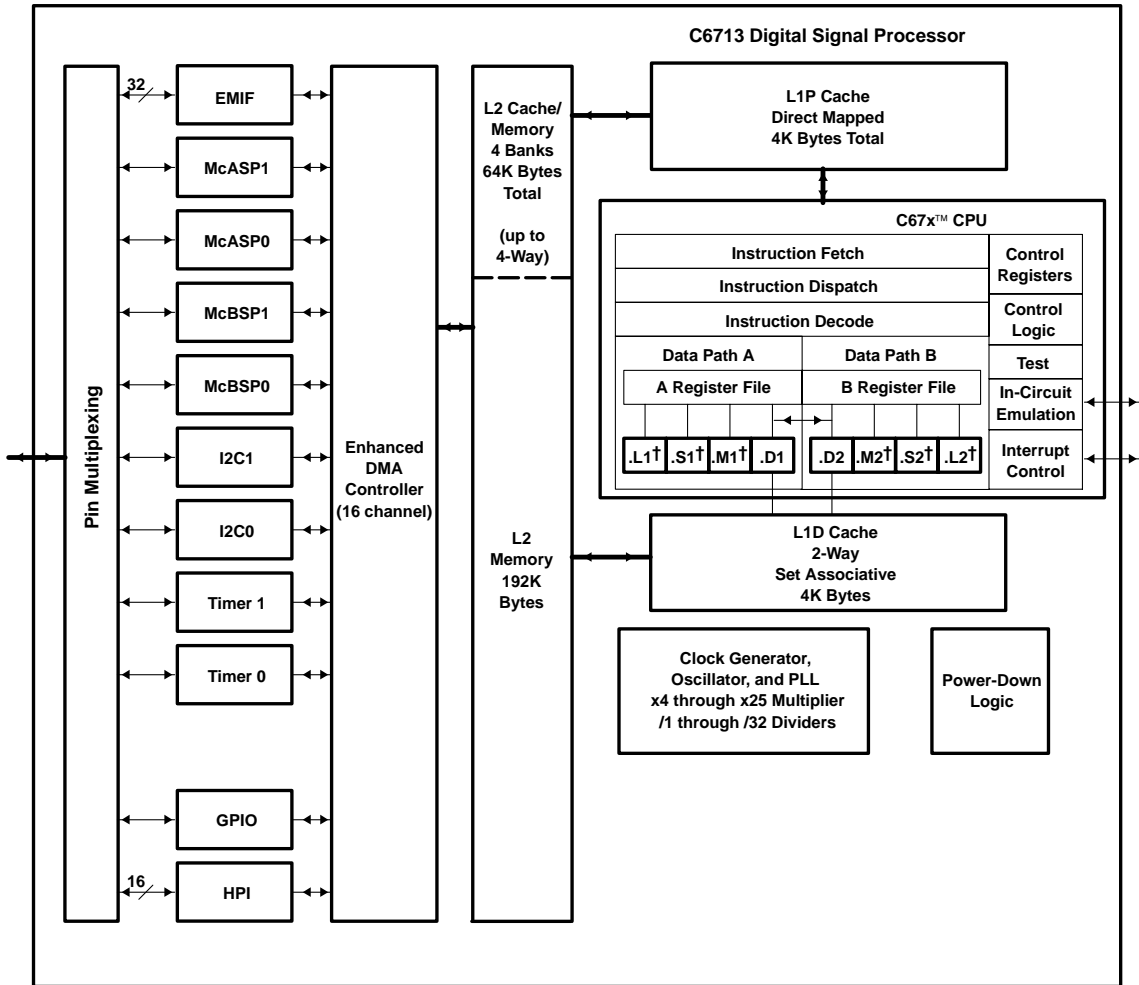 C6713 Digital Signal Processor
Pin Multiplexing
32
EMIF
McASP1
McASP0
McBSP1
McBSP0
I2C1
I2C0
Timer 1
Timer 0
GPIO
16
HPI
Enhanced
DMA
Controller
(16 channel)
L2 Cache/
Memory
4 Banks
64K Bytes
Total
(up to
4-Way)
L2
Memory
192K
Bytes
L1P Cache
Direct Mapped
4K Bytes Total
C67x™ CPU
Instruction Fetch
Instruction Dispatch
Instruction Decode
Data Path A
A Register File
.L1† .S1† .M1† .D1
Data Path B
B Register File
.D2 .M2† .S2† .L2†
Control
Registers
Control
Logic
Test
In-Circuit
Emulation
Interrupt
Control
L1D Cache
2-Way
Set Associative
4K Bytes
Clock Generator,
Oscillator, and PLL
x4 through x25 Multiplier
/1 through /32 Dividers
Power-Down
Logic